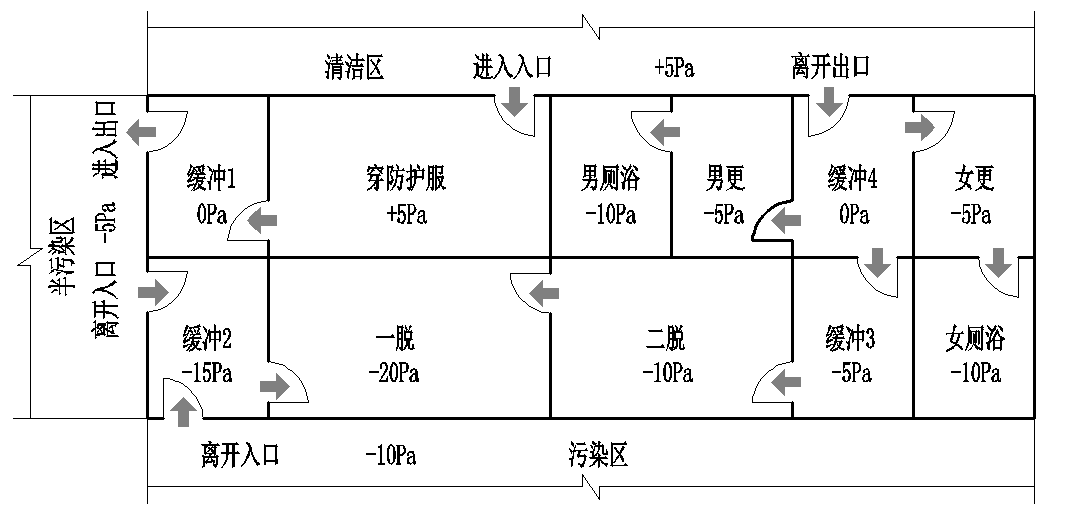 清洁区 进入入口 +5Pa 离开出口
进入出口
-5Pa
离开入口
半污染区
缓冲1
0Pa
穿防护服
+5Pa
男厕浴
-10Pa
男更
-5Pa
缓冲4
0Pa
女更
-5Pa
缓冲2
-15Pa
一脱
-20Pa
二脱
-10Pa
缓冲3
-5Pa
女厕浴
-10Pa
离开入口 -10Pa 污染区